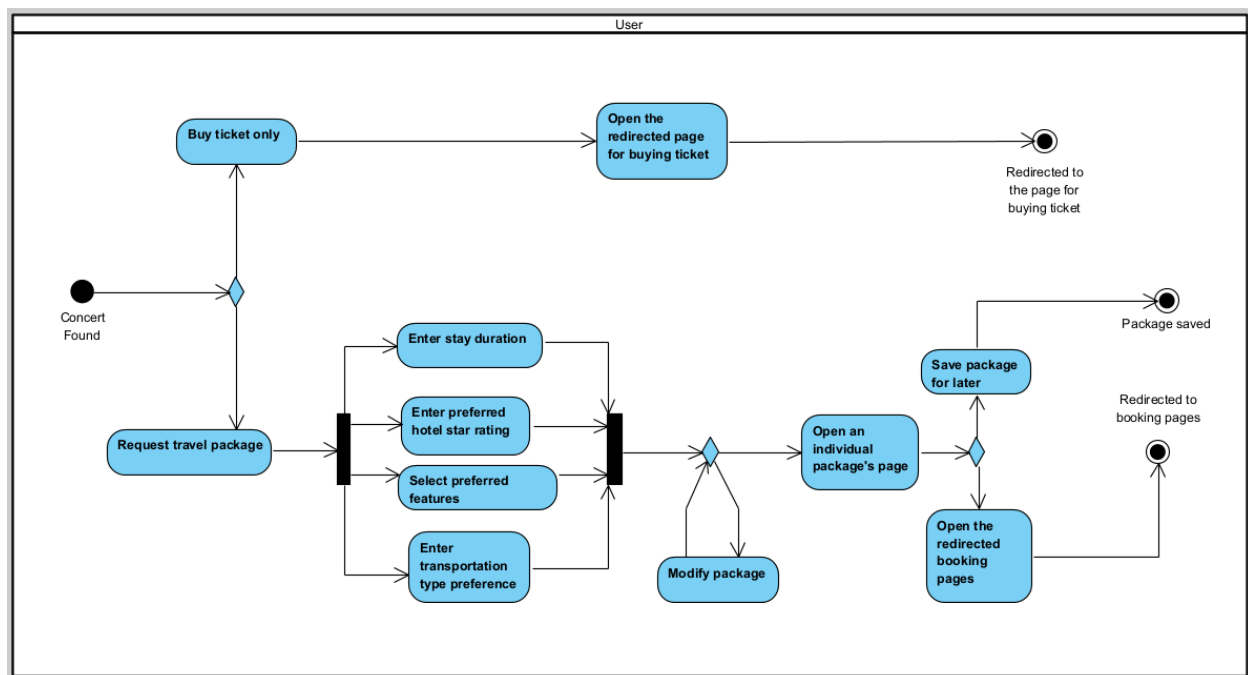 User
Buy ticket only
Open the
redirected page
for buying ticket
Redirected to
the page for
buying ticket
Concert
Found
Request travel package
Enter stay duration
Enter preferred
hotel star rating
Select preferred
features
Enter
transportation
type preference
Modify package
Open an
individual
package's page
Save package
for later
Package saved
Open the
redirected
booking
pages
Redirected to
booking pages